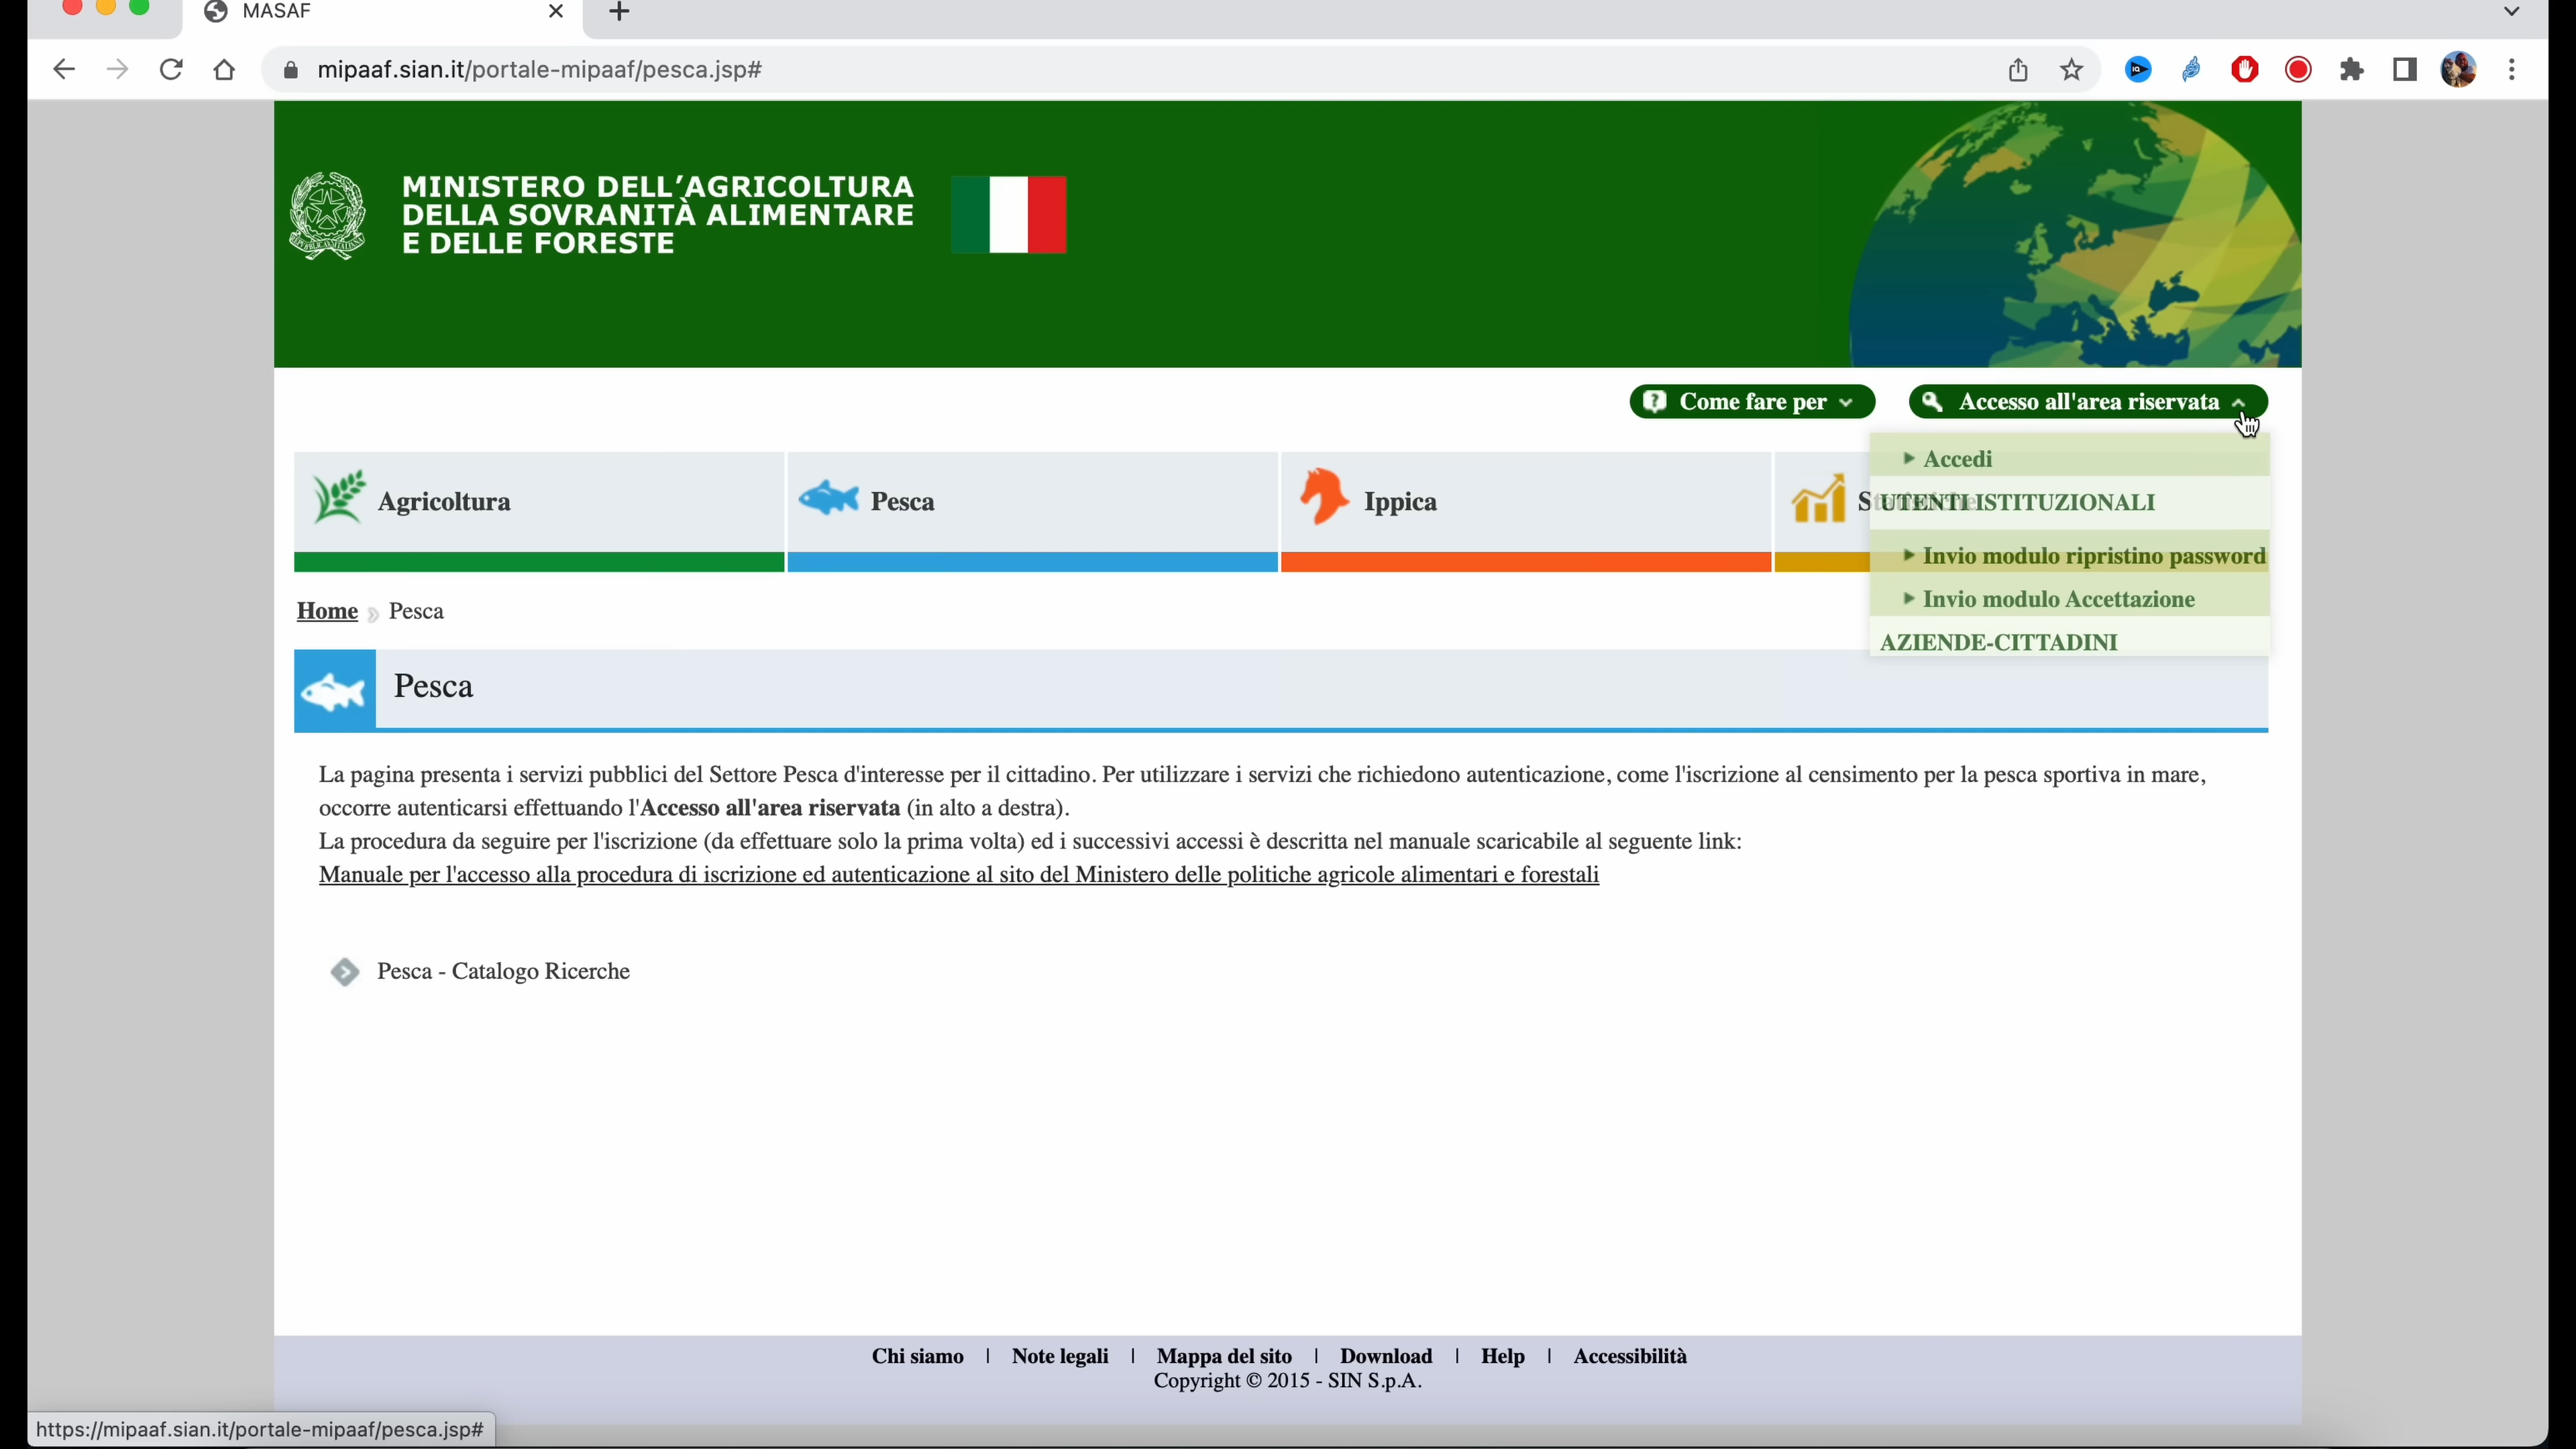 MASAF
mipaaf.sian.it/portale-mipaaf/pesca.jsp#
MINISTERO DELL'AGRICOLTURA
DELLA SOVRANITÀ ALIMENTARE
E DELLE FORESTE
Come fare per
Accesso all'area riservata
Accedi
UTENTI ISTITUZIONALI
Invio modulo ripristino password
Invio modulo Accettazione
AZIENDE-CITTADINI
Agricoltura
Pesca
Ippica
Home » Pesca
Pesca
La pagina presenta i servizi pubblici del Settore Pesca d'interesse per il cittadino. Per utilizzare i servizi che richiedono autenticazione, come l'iscrizione al censimento per la pesca sportiva in mare,
occorre autenticarsi effettuando l'Accesso all'area riservata (in alto a destra).
La procedura da seguire per l'iscrizione (da effettuare solo la prima volta) ed i successivi accessi è descritta nel manuale scaricabile al seguente link:
Manuale per l'accesso alla procedura di iscrizione ed autenticazione al sito del Ministero delle politiche agricole alimentari e forestali
Pesca - Catalogo Ricerche
Chi siamo | Note legali | Mappa del sito | Download | Help | Accessibilità
Copyright © 2015 - SIN S.p.A.
https://mipaaf.sian.it/portale-mipaaf/pesca.jsp#